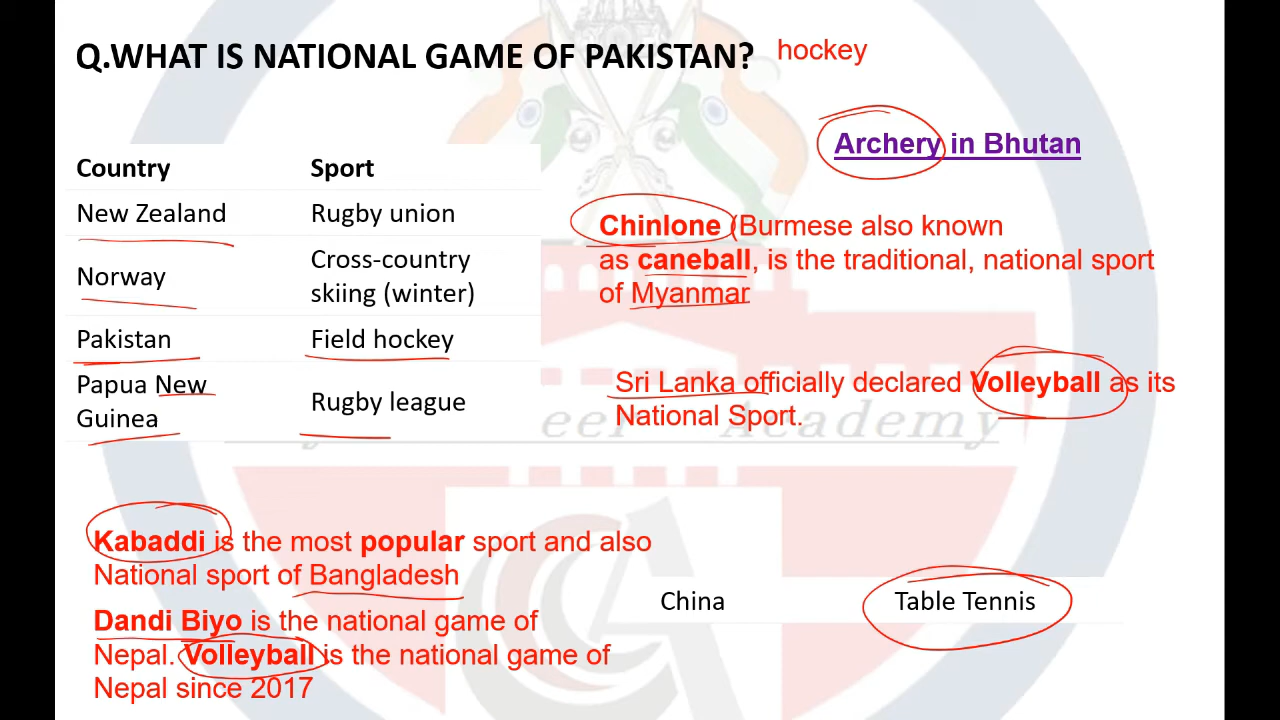 Q.WHAT IS NATIONAL GAME OF PAKISTAN? hockey
Archery in Bhutan
Country Sport
New Zealand Rugby union
Norway Cross-country
skiing (winter)
Pakistan Field hockey
Papua New
Guinea Rugby league
Chinlone (Burmese also known
as caneball, is the traditional, national sport
of Myanmar
Sri Lanka officially declared Volleyball as its
National Sport.
eer Academy
Kabaddi is the most popular sport and also
National sport of Bangladesh
Dandi Biyo is the national game of
Nepal. Volleyball is the national game of
Nepal since 2017
China Table Tennis